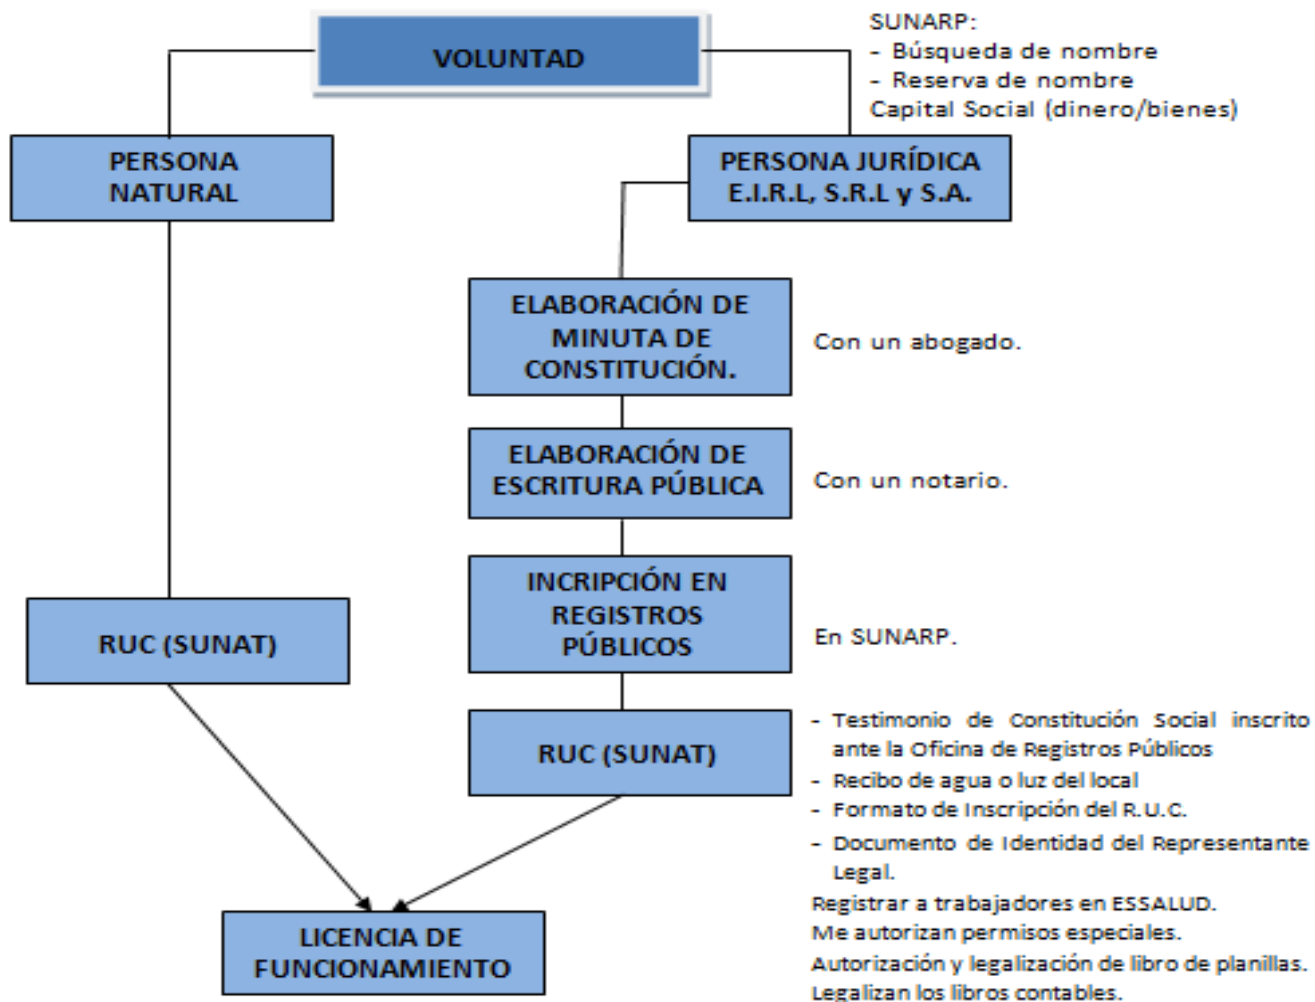 SUNARP:
- Búsqueda de nombre
- Reserva de nombre
Capital Social (dinero/bienes)
VOLUNTAD
PERSONA
NATURAL
PERSONA JURÍDICA
E.I.R.L, S.R.L y S.A.
ELABORACIÓN DE
MINUTA DE
CONSTITUCIÓN.
Con un abogado.
ELABORACIÓN DE
ESCRITURA PÚBLICA
Con un notario.
INCRIPCIÓN EN
REGISTROS
PÚBLICOS
En SUNARP.
RUC (SUNAT)
RUC (SUNAT)
- Testimonio de Constitución Social inscrito
ante la Oficina de Registros Públicos
- Recibo de agua o luz del local
- Formato de Inscripción del R.U.C.
- Documento de Identidad del Representante
Legal.
Registrar a trabajadores en ESSALUD.
Me autorizan permisos especiales.
Autorización y legalización de libro de planillas.
Legalizan los libros contables.
LICENCIA DE
FUNCIONAMIENTO